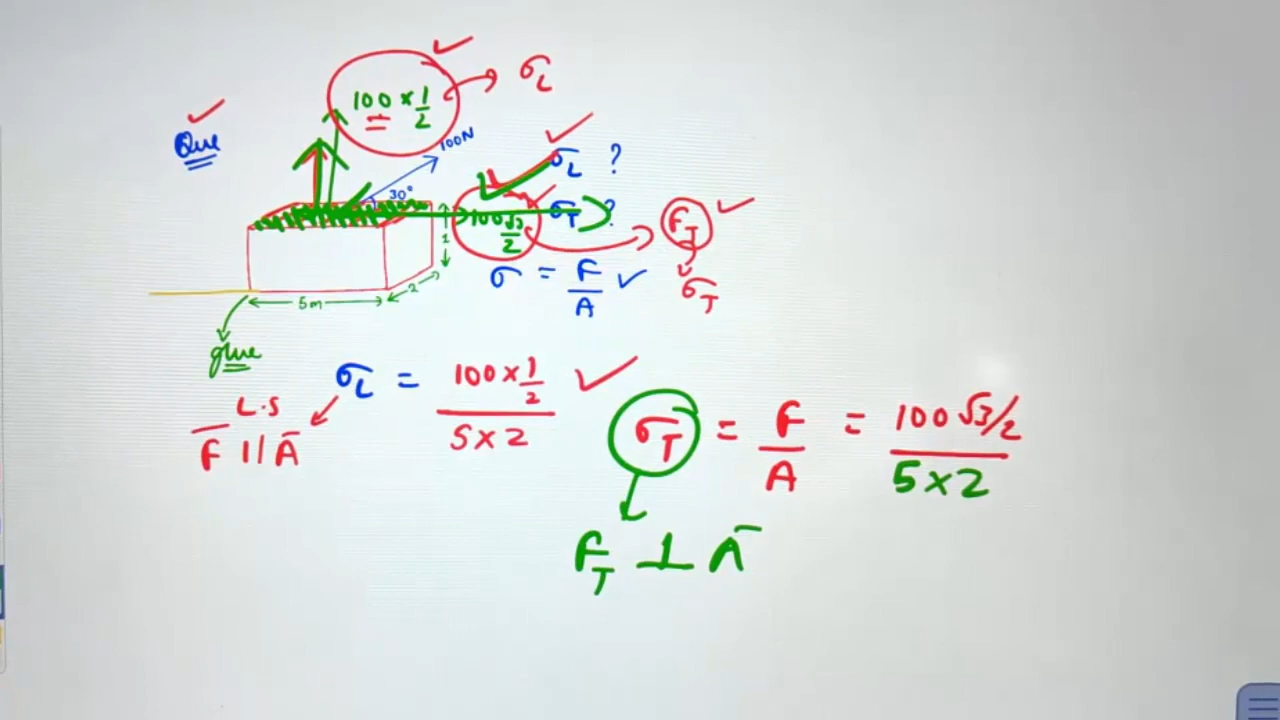 100 × 1/2 → σL
Que
100N
σL ?
30°
100 √3/2
σT ?
FT
σT
1
σ = F/A
2
5m
glue
σL = 100 × 1/2 / 5 × 2
L.S
F̄ || Ā
σT = F/A = 100 √3/2 / 5 × 2
FT ⊥ Ā